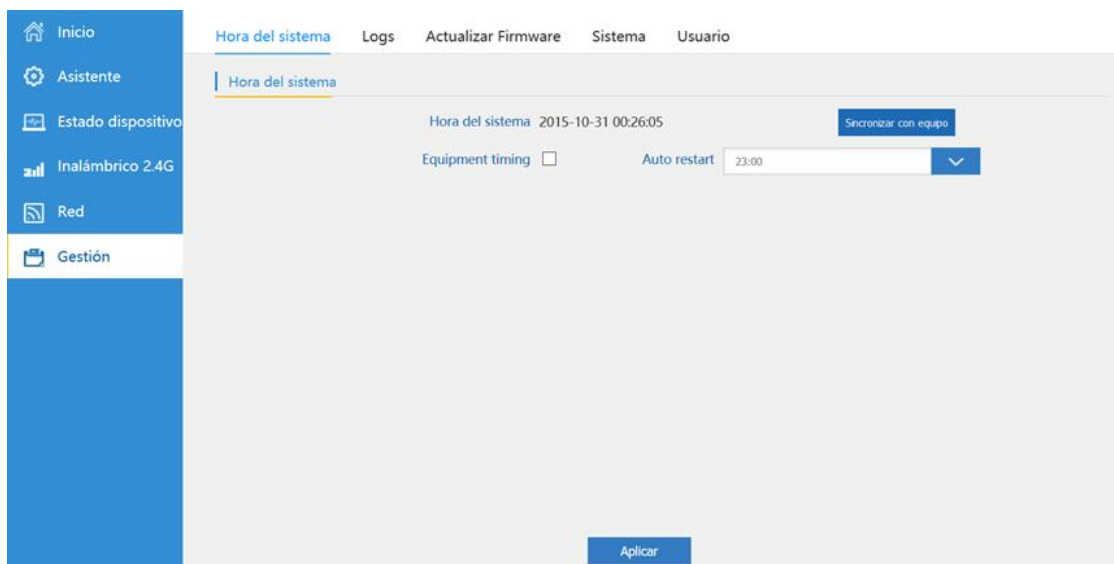 Inicio
Asistente
Estado dispositivo
Inalámbrico 2.4G
Red
Gestión
Hora del sistema Logs Actualizar Firmware Sistema Usuario
Hora del sistema
Hora del sistema 2015-10-31 00:26:05 Sincronizar con equipo
Equipment timing Auto restart 23:00
Aplicar